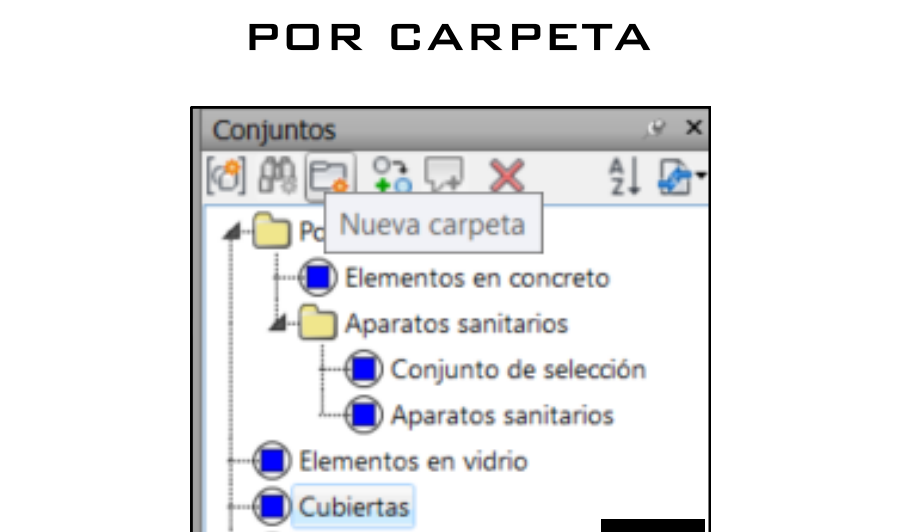 POR CARPETA
Conjuntos
Nueva carpeta
Elementos en concreto
Aparatos sanitarios
Conjunto de selección
Aparatos sanitarios
Elementos en vidrio
Cubiertas